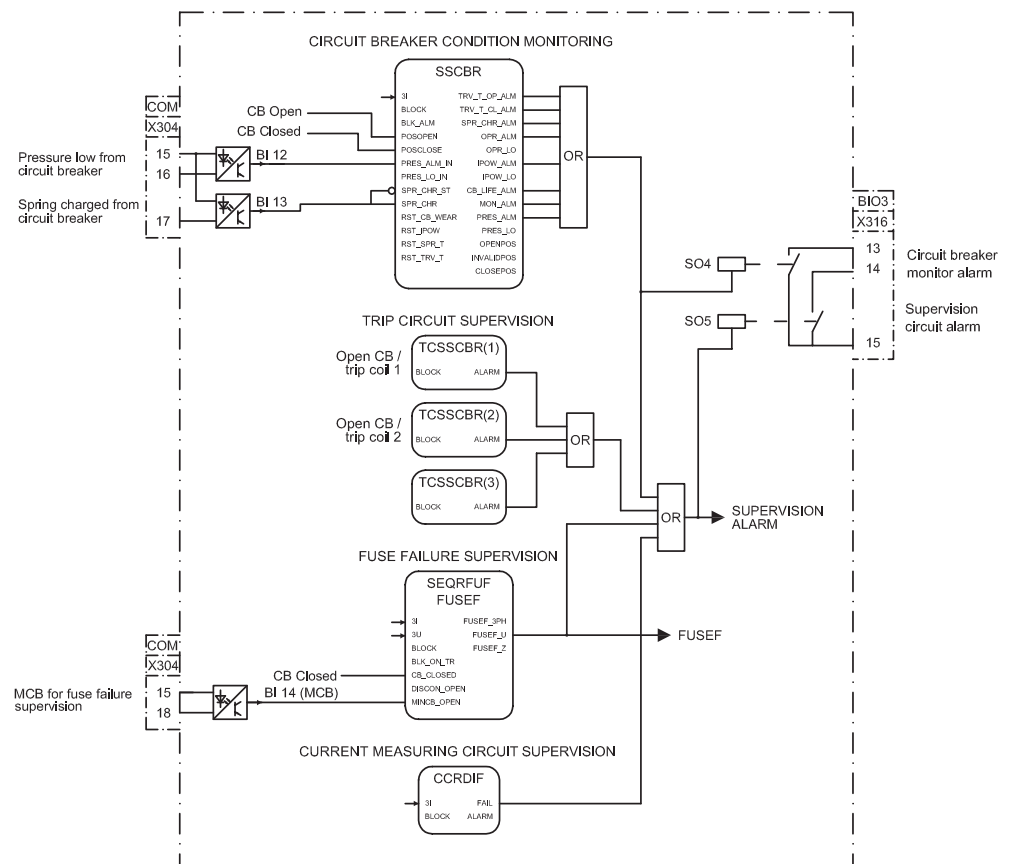 CIRCUIT BREAKER CONDITION MONITORING
SSCBR
3I
BLOCK
BLK_ALM
POSOPEN
POSCLOSE
PRES_ALM_IN
PRES_LO_IN
SPR_CHR_ST
SPR_CHR
RST_CB_WEAR
RST_IPOW
RST_SPR_T
RST_TRV_T
TRV_T_OP_ALM
TRV_T_CL_ALM
SPR_CHR_ALM
OPR_ALM
OPR_LO
IPOW_ALM
IPOW_LO
CB_LIFE_ALM
MON_ALM
PRES_ALM
PRES_LO
OPENPOS
INVALIDPOS
CLOSEPOS
OR
CB Open
CB Closed
COM
X304
15
16
17
Pressure low from
circuit breaker
Spring charged from
circuit breaker
BI 12
BI 13
BIO3
X316
13
14
15
Circuit breaker
monitor alarm
Supervision
circuit alarm
SO4
SO5
TRIP CIRCUIT SUPERVISION
Open CB /
trip coil 1
TCSSCBR(1)
BLOCK ALARM
Open CB /
trip coil 2
TCSSCBR(2)
BLOCK ALARM
TCSSCBR(3)
BLOCK ALARM
OR
OR
SUPERVISION
ALARM
FUSE FAILURE SUPERVISION
SEQRFUF
FUSEF
3I
3U
BLOCK
BLK_ON_TR
CB_CLOSED
DISCON_OPEN
MINCB_OPEN
FUSEF_3PH
FUSEF_U
FUSEF_Z
FUSEF
COM
X304
15
18
MCB for fuse failure
supervision
CB Closed
BI 14 (MCB)
CURRENT MEASURING CIRCUIT SUPERVISION
CCRDIF
3I FAIL
BLOCK ALARM